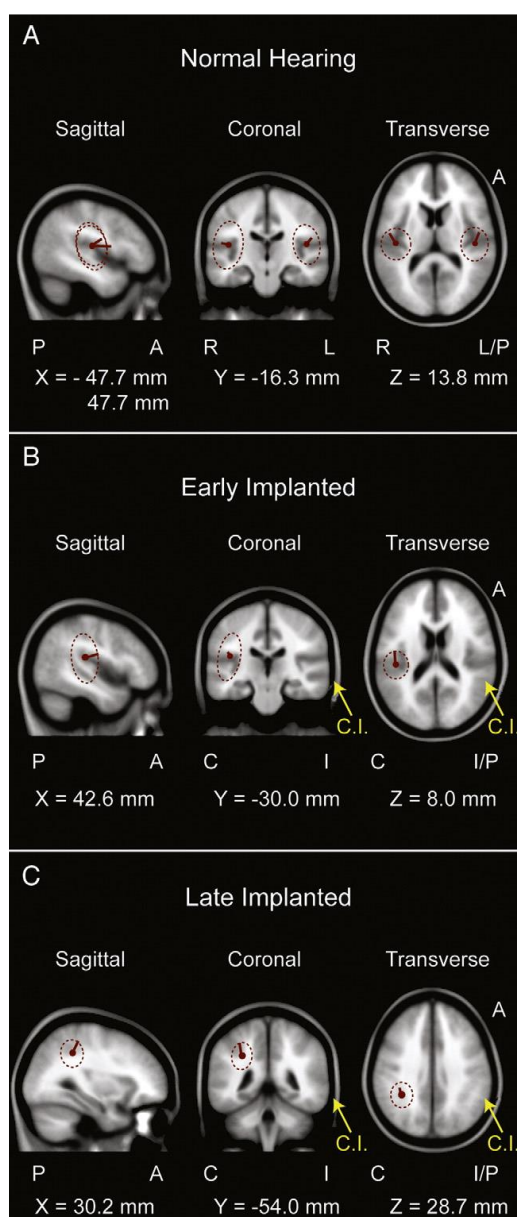 A
Normal Hearing
Sagittal Coronal Transverse
A
P A R L R L/P
X = - 47.7 mm Y = -16.3 mm Z = 13.8 mm
47.7 mm
B
Early Implanted
Sagittal Coronal Transverse
A
C.I. C.I.
P A C I C I/P
X = 42.6 mm Y = -30.0 mm Z = 8.0 mm
C
Late Implanted
Sagittal Coronal Transverse
A
C.I. C.I.
P A C I C I/P
X = 30.2 mm Y = -54.0 mm Z = 28.7 mm